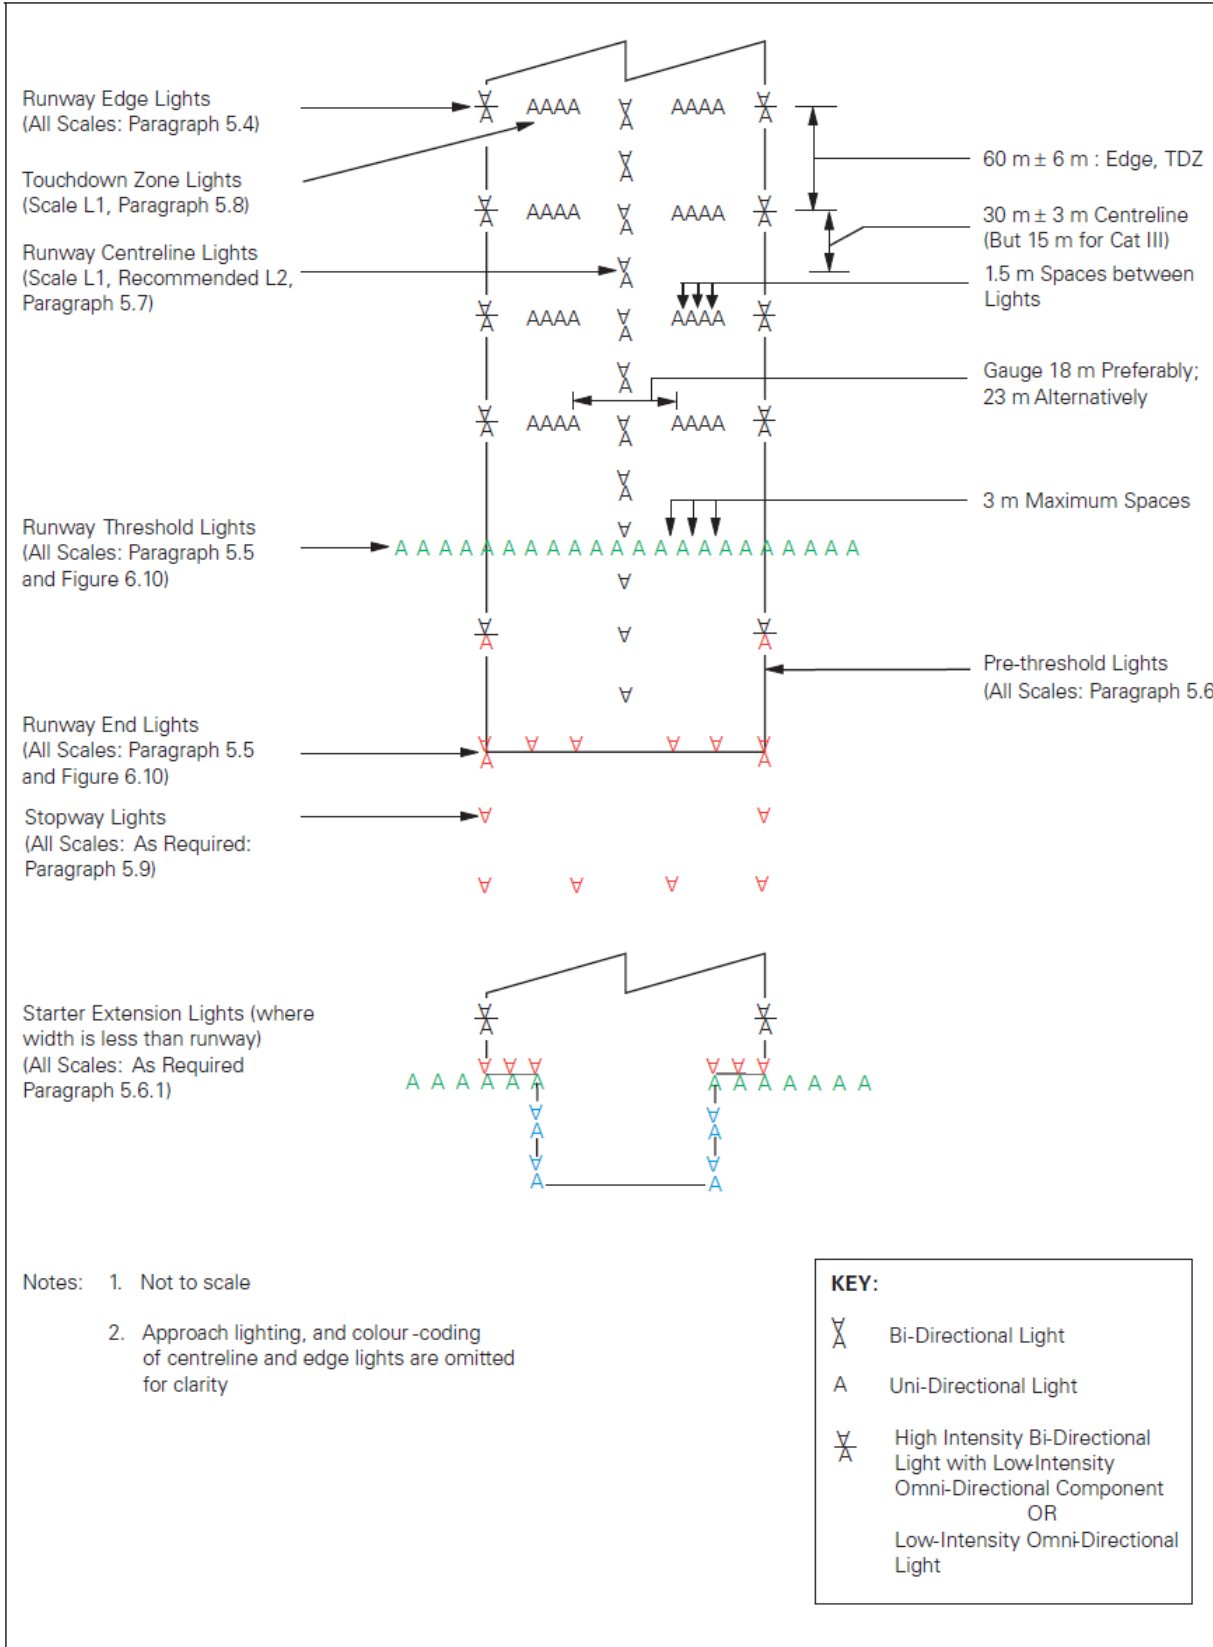 Runway Edge Lights
(All Scales: Paragraph 5.4)
Touchdown Zone Lights
(Scale L1, Paragraph 5.8)
Runway Centreline Lights
(Scale L1, Recommended L2,
Paragraph 5.7)
Runway Threshold Lights
(All Scales: Paragraph 5.5
and Figure 6.10)
Runway End Lights
(All Scales: Paragraph 5.5
and Figure 6.10)
Stopway Lights
(All Scales: As Required:
Paragraph 5.9)
Starter Extension Lights (where
width is less than runway)
(All Scales: As Required
Paragraph 5.6.1)
60 m ± 6 m : Edge, TDZ
30 m ± 3 m Centreline
(But 15 m for Cat III)
1.5 m Spaces between
Lights
Gauge 18 m Preferably;
23 m Alternatively
3 m Maximum Spaces
Pre-threshold Lights
(All Scales: Paragraph 5.6
AAAA AAAA
AAAA AAAA
AAAA AAAA
AAAA AAAA
A A A A A A A A A A A A A A A A A A A A A A
A A A A A A A A A A A A A A
Notes: 1. Not to scale
2. Approach lighting, and colour-coding
of centreline and edge lights are omitted
for clarity
KEY:
Bi-Directional Light
A Uni-Directional Light
High Intensity Bi-Directional
Light with Low-Intensity
Omni-Directional Component
OR
Low-Intensity Omni-Directional
Light